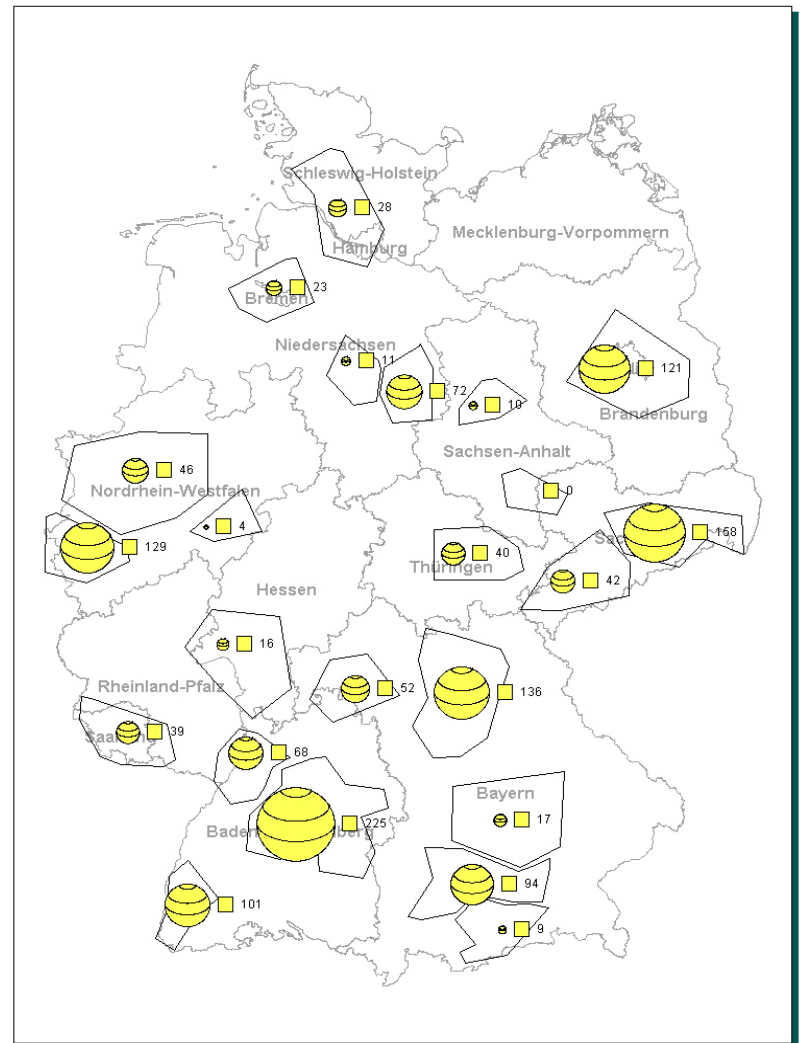 Schleswig-Holstein
28
Mecklenburg-Vorpommern
Hamburg
23
Bremen
Niedersachsen
11
121
72
10
Brandenburg
Sachsen-Anhalt
46
Nordrhein-Westfalen
0
4
158
129
40
Thüringen
42
Hessen
16
Rheinland-Pfalz
52
136
39
68
Bayern
17
225
94
101
9